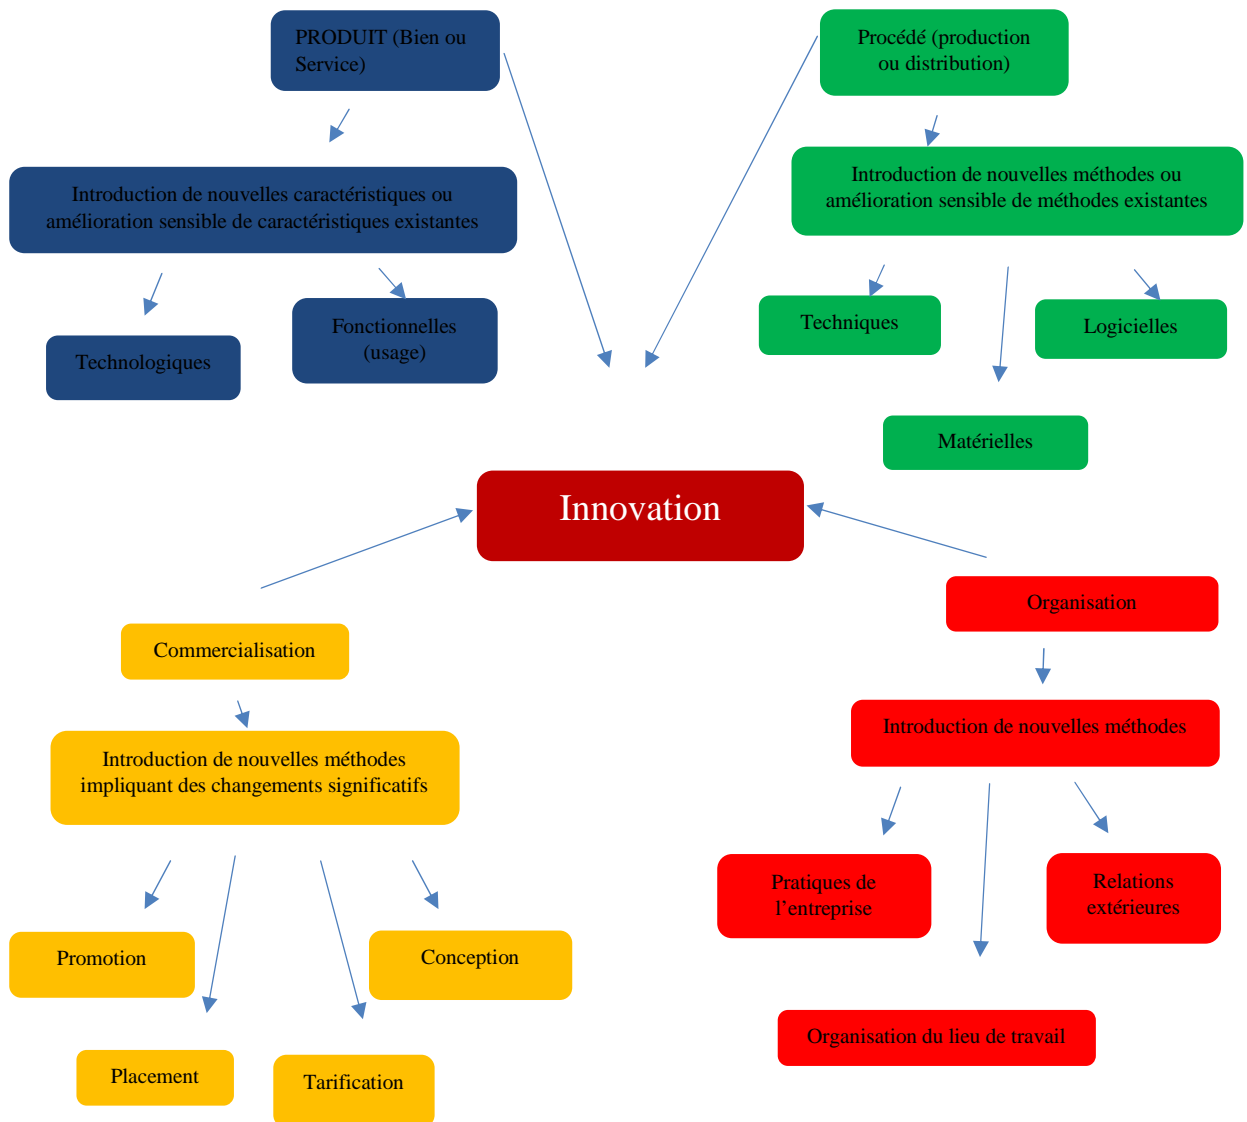 PRODUIT (Bien ou
Service)
Procédé (production
ou distribution)
Introduction de nouvelles caractéristiques ou
amélioration sensible de caractéristiques existantes
Introduction de nouvelles méthodes ou
amélioration sensible de méthodes existantes
Technologiques
Fonctionnelles
(usage)
Techniques
Logicielles
Matérielles
Innovation
Commercialisation
Organisation
Introduction de nouvelles méthodes
impliquant des changements significatifs
Introduction de nouvelles méthodes
Promotion
Conception
Placement
Tarification
Pratiques de
l’entreprise
Relations
extérieures
Organisation du lieu de travail